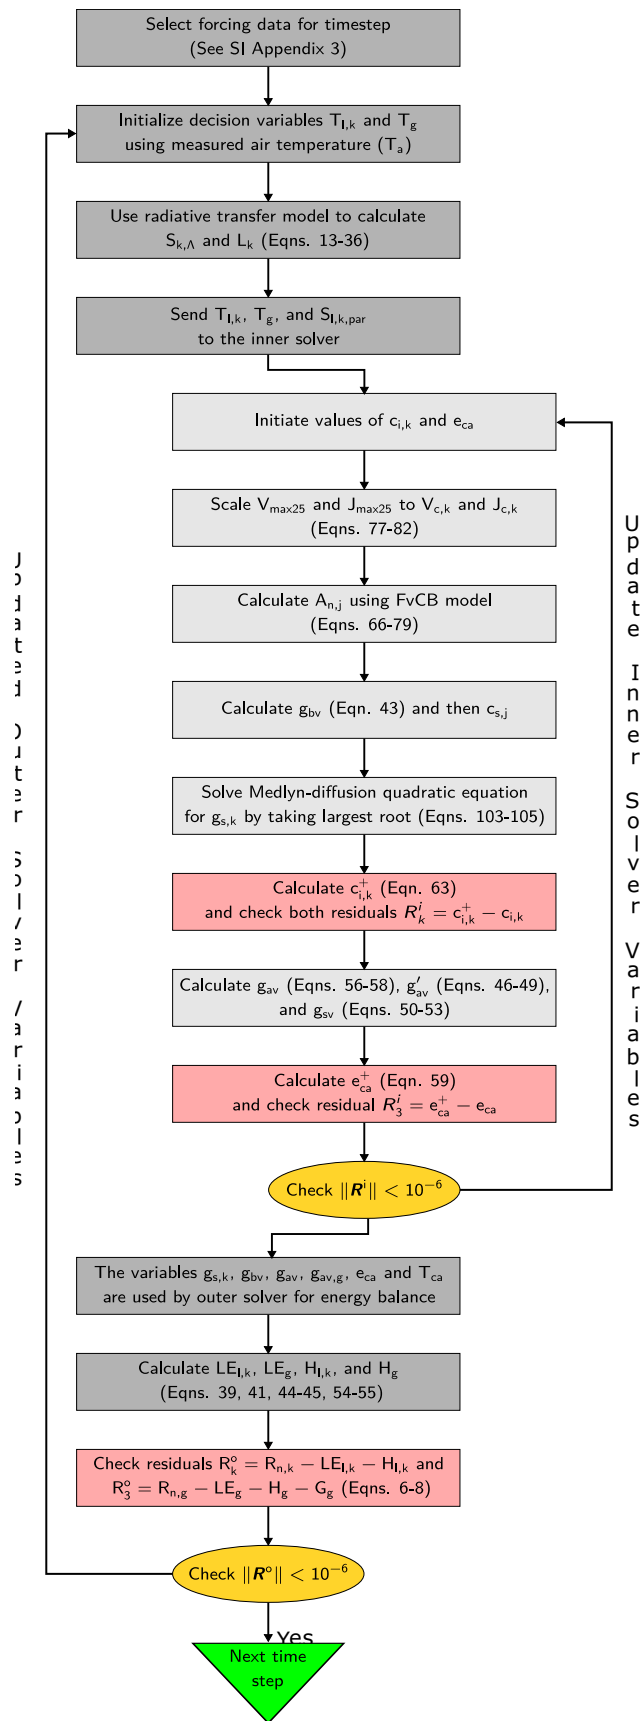 Select forcing data for timestep
(See SI Appendix 3)
Initialize decision variables T_{l,k} and T_g
using measured air temperature (T_a)
Use radiative transfer model to calculate
S_{k,Λ} and L_k (Eqns. 13-36)
Send T_{l,k}, T_g, and S_{l,k,par}
to the inner solver
Initiate values of c_{i,k} and e_{ca}
Scale V_{max25} and J_{max25} to V_{c,k} and J_{c,k}
(Eqns. 77-82)
Calculate A_{n,j} using FvCB model
(Eqns. 66-79)
Calculate g_{bv} (Eqn. 43) and then c_{s,j}
Solve Medlyn-diffusion quadratic equation
for g_{s,k} by taking largest root (Eqns. 103-105)
Calculate c_{i,k}^+ (Eqn. 63)
and check both residuals R_k^i = c_{i,k}^+ − c_{i,k}
Calculate g_{av} (Eqns. 56-58), g'_{av} (Eqns. 46-49),
and g_{sv} (Eqns. 50-53)
Calculate e_{ca}^+ (Eqn. 59)
and check residual R_3^i = e_{ca}^+ − e_{ca}
Check ‖R^i‖ < 10^{−6}
The variables g_{s,k}, g_{bv}, g_{av}, g_{av,g}, e_{ca} and T_{ca}
are used by outer solver for energy balance
Calculate LE_{l,k}, LE_g, H_{l,k}, and H_g
(Eqns. 39, 41, 44-45, 54-55)
Check residuals R_k^o = R_{n,k} − LE_{l,k} − H_{l,k} and
R_3^o = R_{n,g} − LE_g − H_g − G_g (Eqns. 6-8)
Check ‖R^o‖ < 10^{−6}
Yes
Next time
step
Updated Outer Solver Variables
Update Inner Solver Variables